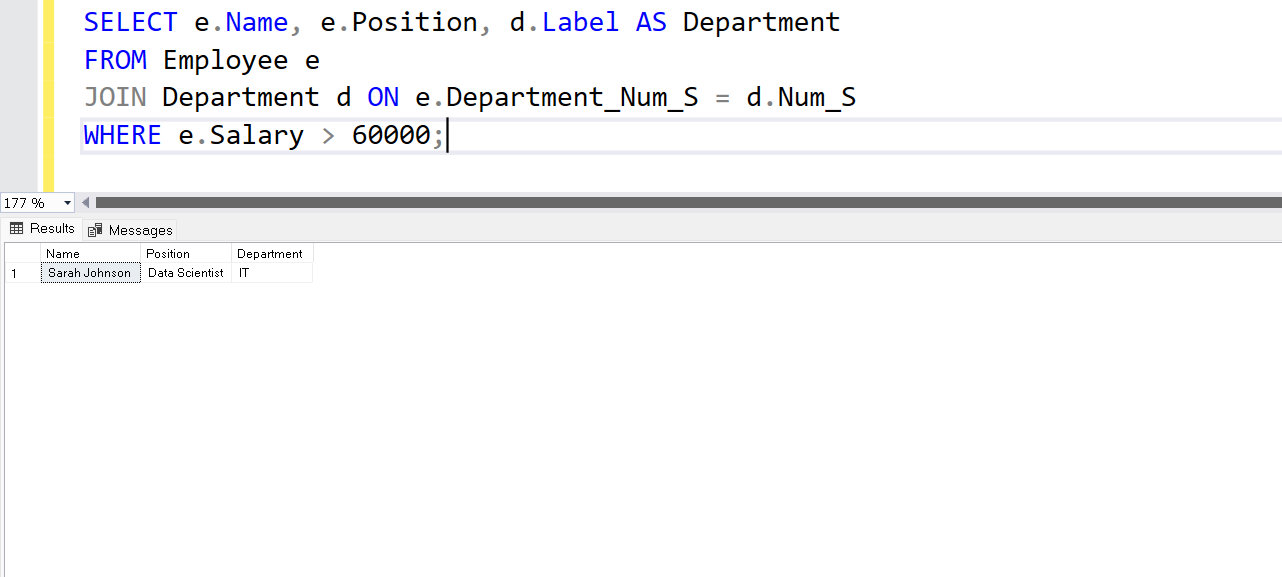 SELECT e.Name, e.Position, d.Label AS Department
FROM Employee e
JOIN Department d ON e.Department_Num_S = d.Num_S
WHERE e.Salary > 60000;
177 %
Results Messages
Name Position Department
1 Sarah Johnson Data Scientist IT